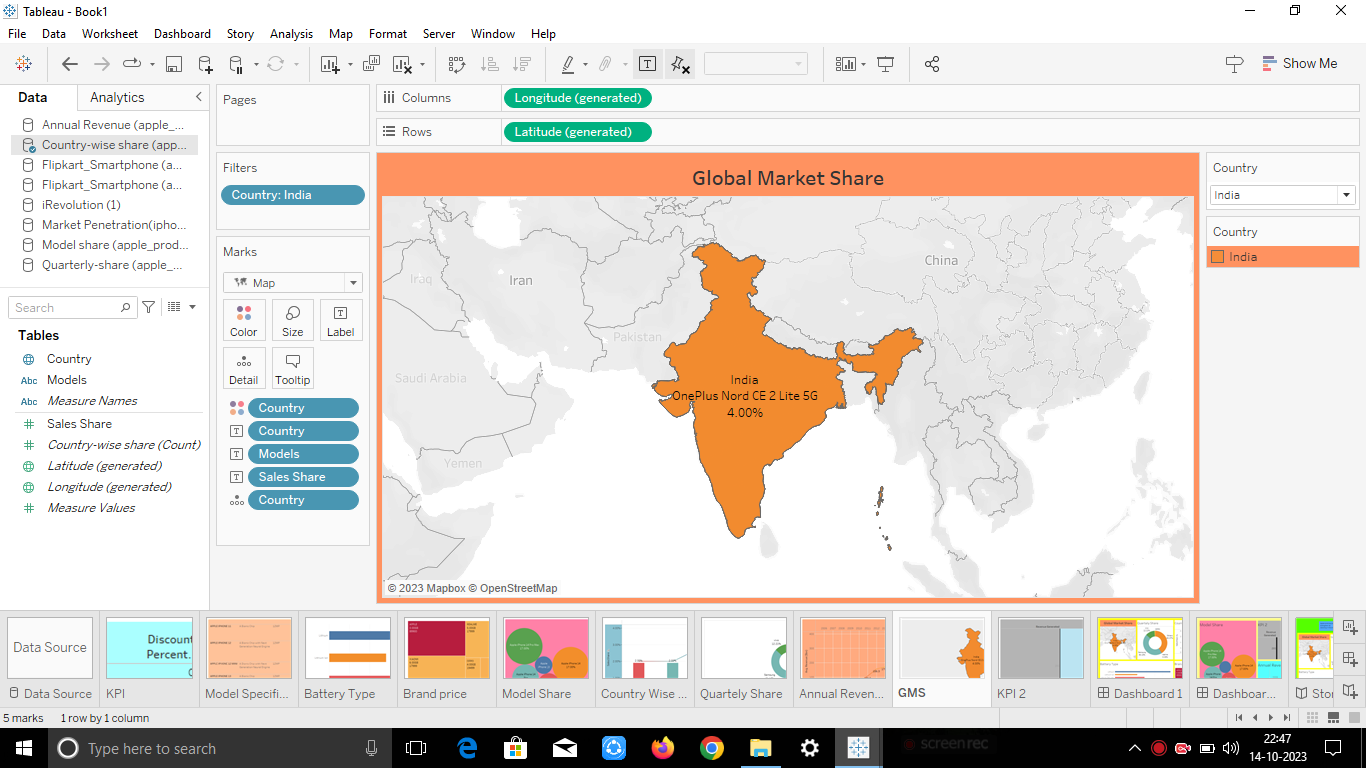 Tableau - Book1
File Data Worksheet Dashboard Story Analysis Map Format Server Window Help
Show Me
Data Analytics
Annual Revenue (apple_...
Country-wise share (app...
Flipkart_Smartphone (a...
Flipkart_Smartphone (a...
iRevolution (1)
Market Penetration(ipho...
Model share (apple_prod...
Quarterly-share (apple_...
Search
Tables
Country
Abc Models
Abc Measure Names
Sales Share
Country-wise share (Count)
Latitude (generated)
Longitude (generated)
Measure Values
Pages
Filters
Country: India
Marks
Map
Color Size Label
Detail Tooltip
Country
Country
Models
Sales Share
Country
Columns Longitude (generated)
Rows Latitude (generated)
Global Market Share
Iraq
Iran
China
Pakistan
Saudi Arabia
Yemen
India
OnePlus Nord CE 2 Lite 5G
4.00%
© 2023 Mapbox © OpenStreetMap
Country
India
Country
India
Data Source
Discount
Percent.
Data Source KPI Model Specifi... Battery Type Brand price Model Share Country Wise ... Quartely Share Annual Reven... GMS KPI 2 Dashboard 1 Dashboar... Stor
5 marks 1 row by 1 column
Type here to search
screenrec
22:47
14-10-2023